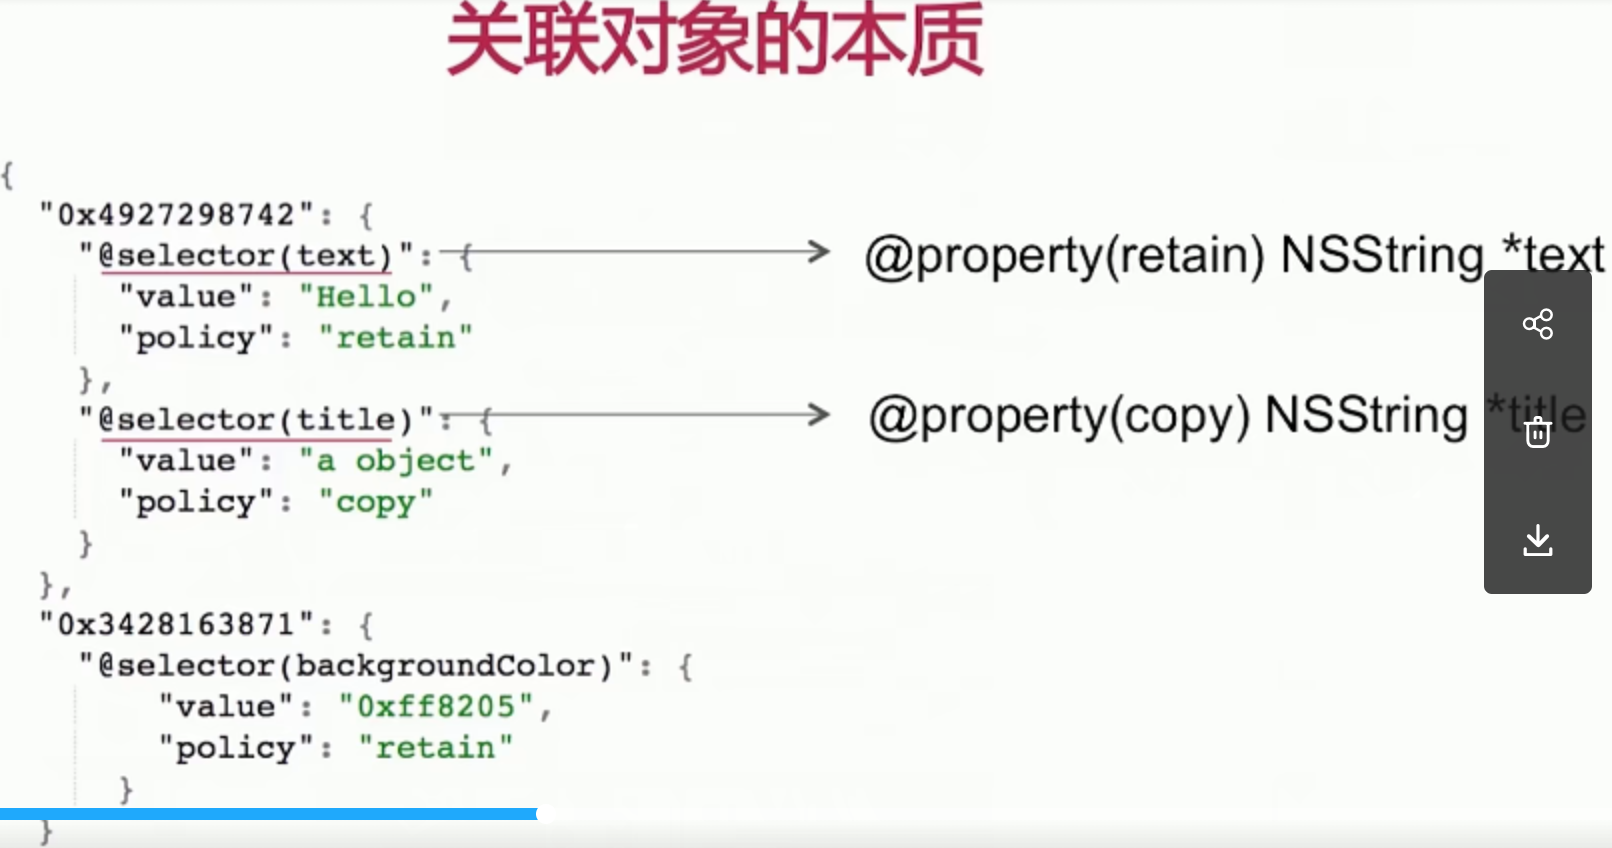 关联对象的本质
{
"0x4927298742": {
"@selector(text)": {
@property(retain) NSString *text
"value": "Hello",
"policy": "retain"
},
"@selector(title)": {
@property(copy) NSString *title
"value": "a object",
"policy": "copy"
}
},
"0x3428163871": {
"@selector(backgroundColor)": {
"value": "0xff8205",
"policy": "retain"
}
}